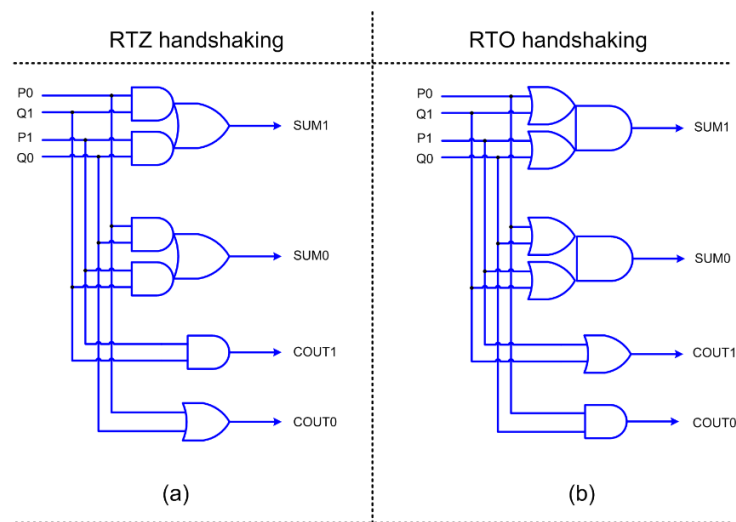 RTZ handshaking
P0
Q1
P1
Q0
SUM1
SUM0
COUT1
COUT0
(a)
RTO handshaking
P0
Q1
P1
Q0
SUM1
SUM0
COUT1
COUT0
(b)